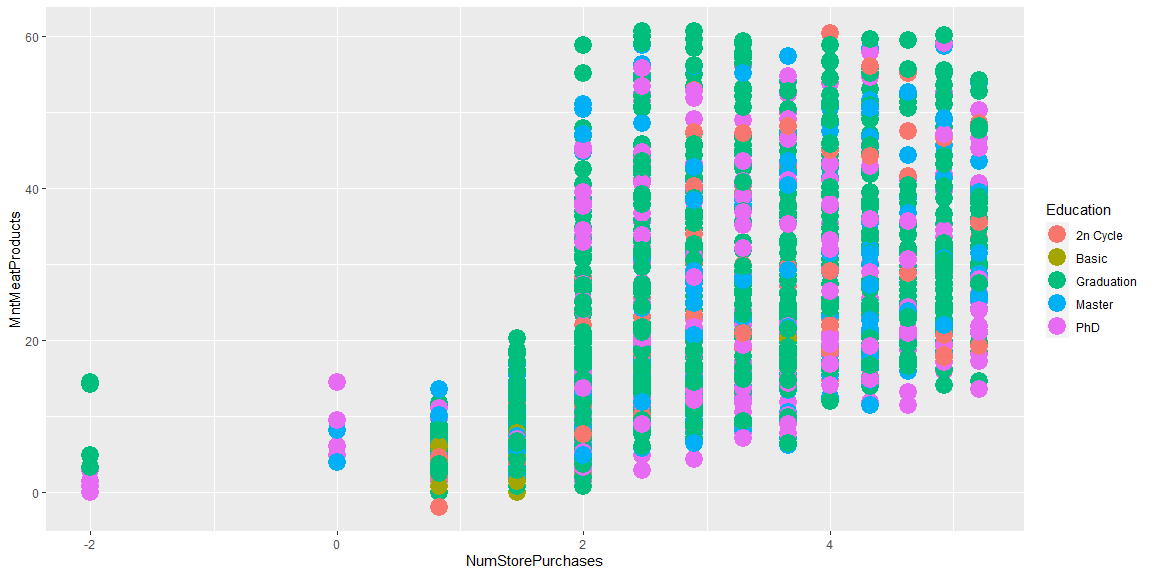 60
40
20
0
MntMeatProducts
-2
0
2
4
NumStorePurchases
Education
2n Cycle
Basic
Graduation
Master
PhD